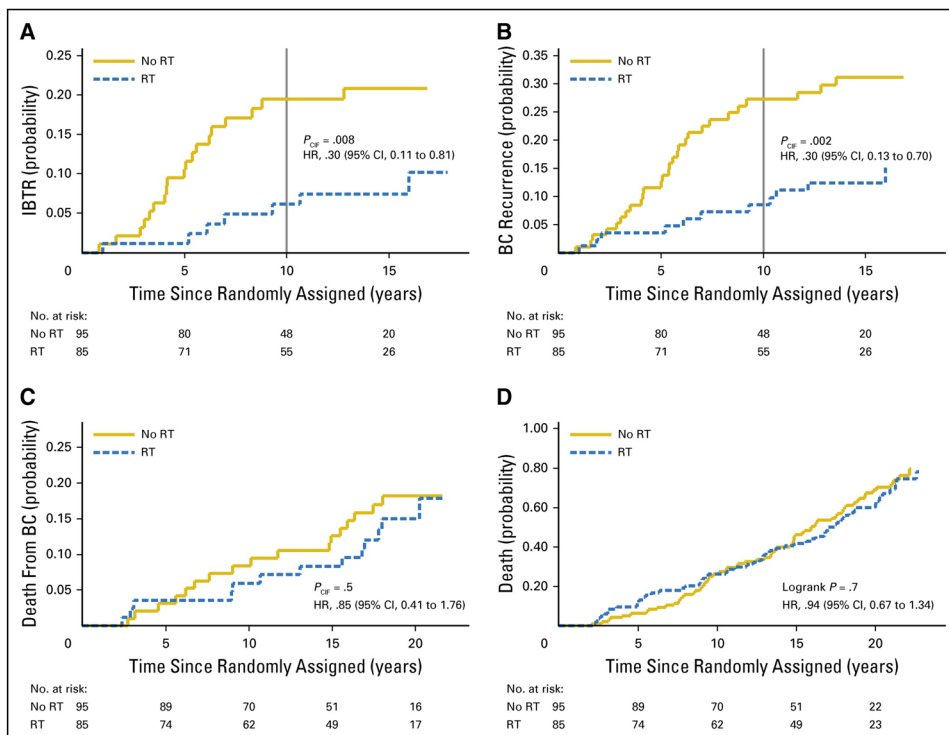 A
IBTR (probability)
0.25
0.20
0.15
0.10
0.05
No RT
RT
P CIF = .008
HR, .30 (95% CI, 0.11 to 0.81)
0 5 10 15
Time Since Randomly Assigned (years)
No. at risk:
No RT 95 80 48 20
RT 85 71 55 26
B
BC Recurrence (probability)
0.35
0.30
0.25
0.20
0.15
0.10
0.05
No RT
RT
P CIF = .002
HR, .30 (95% CI, 0.13 to 0.70)
0 5 10 15
Time Since Randomly Assigned (years)
No. at risk:
No RT 95 80 48 20
RT 85 71 55 26
C
Death From BC (probability)
0.25
0.20
0.15
0.10
0.05
No RT
RT
P CIF = .5
HR, .85 (95% CI, 0.41 to 1.76)
0 5 10 15 20
Time Since Randomly Assigned (years)
No. at risk:
No RT 95 89 70 51 16
RT 85 74 62 49 17
D
Death (probability)
1.00
0.80
0.60
0.40
0.20
No RT
RT
Logrank P = .7
HR, .94 (95% CI, 0.67 to 1.34)
0 5 10 15 20
Time Since Randomly Assigned (years)
No. at risk:
No RT 95 89 70 51 22
RT 85 74 62 49 23